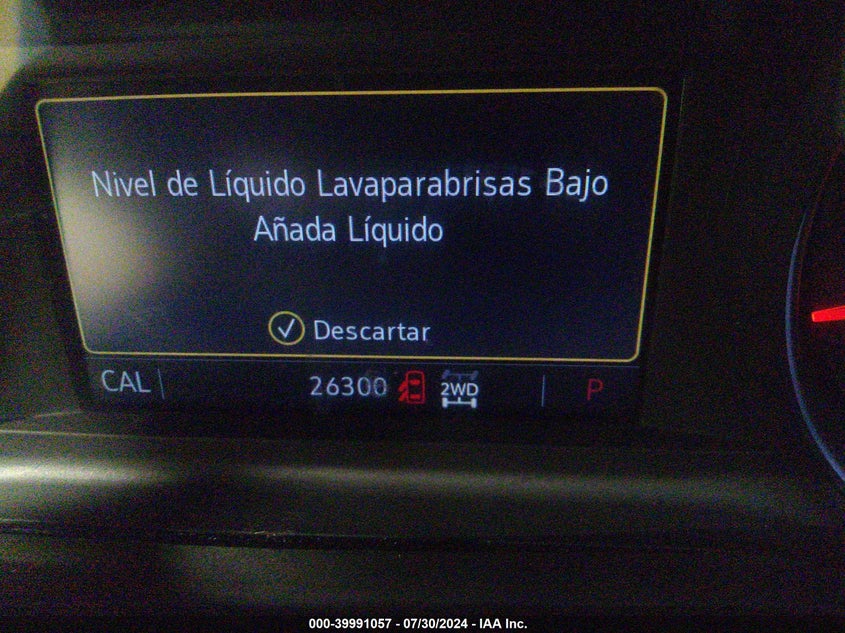 Nivel de Líquido Lavaparabrisas Bajo
Añada Líquido
Descartar
CAL 26300 2WD P
000-39991057 - 07/30/2024 - IAA Inc.